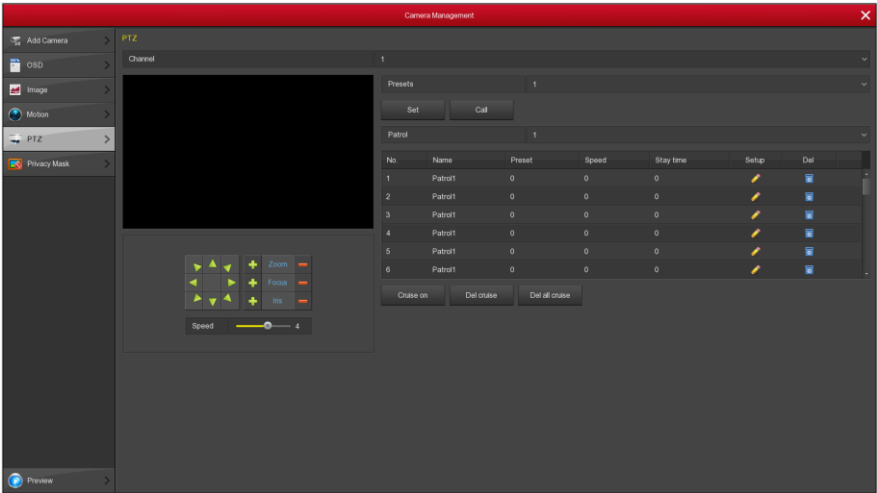 Camera Management
Add Camera
OSD
Image
Motion
PTZ
Privacy Mask
Preview
PTZ
Channel 1
Presets 1
Set Call
Patrol 1
No. Name Preset Speed Stay time Setup Del
1 Patrol1 0 0 0
2 Patrol1 0 0 0
3 Patrol1 0 0 0
4 Patrol1 0 0 0
5 Patrol1 0 0 0
6 Patrol1 0 0 0
Cruise on Del cruise Del all cruise
Zoom
Focus
Iris
Speed 4